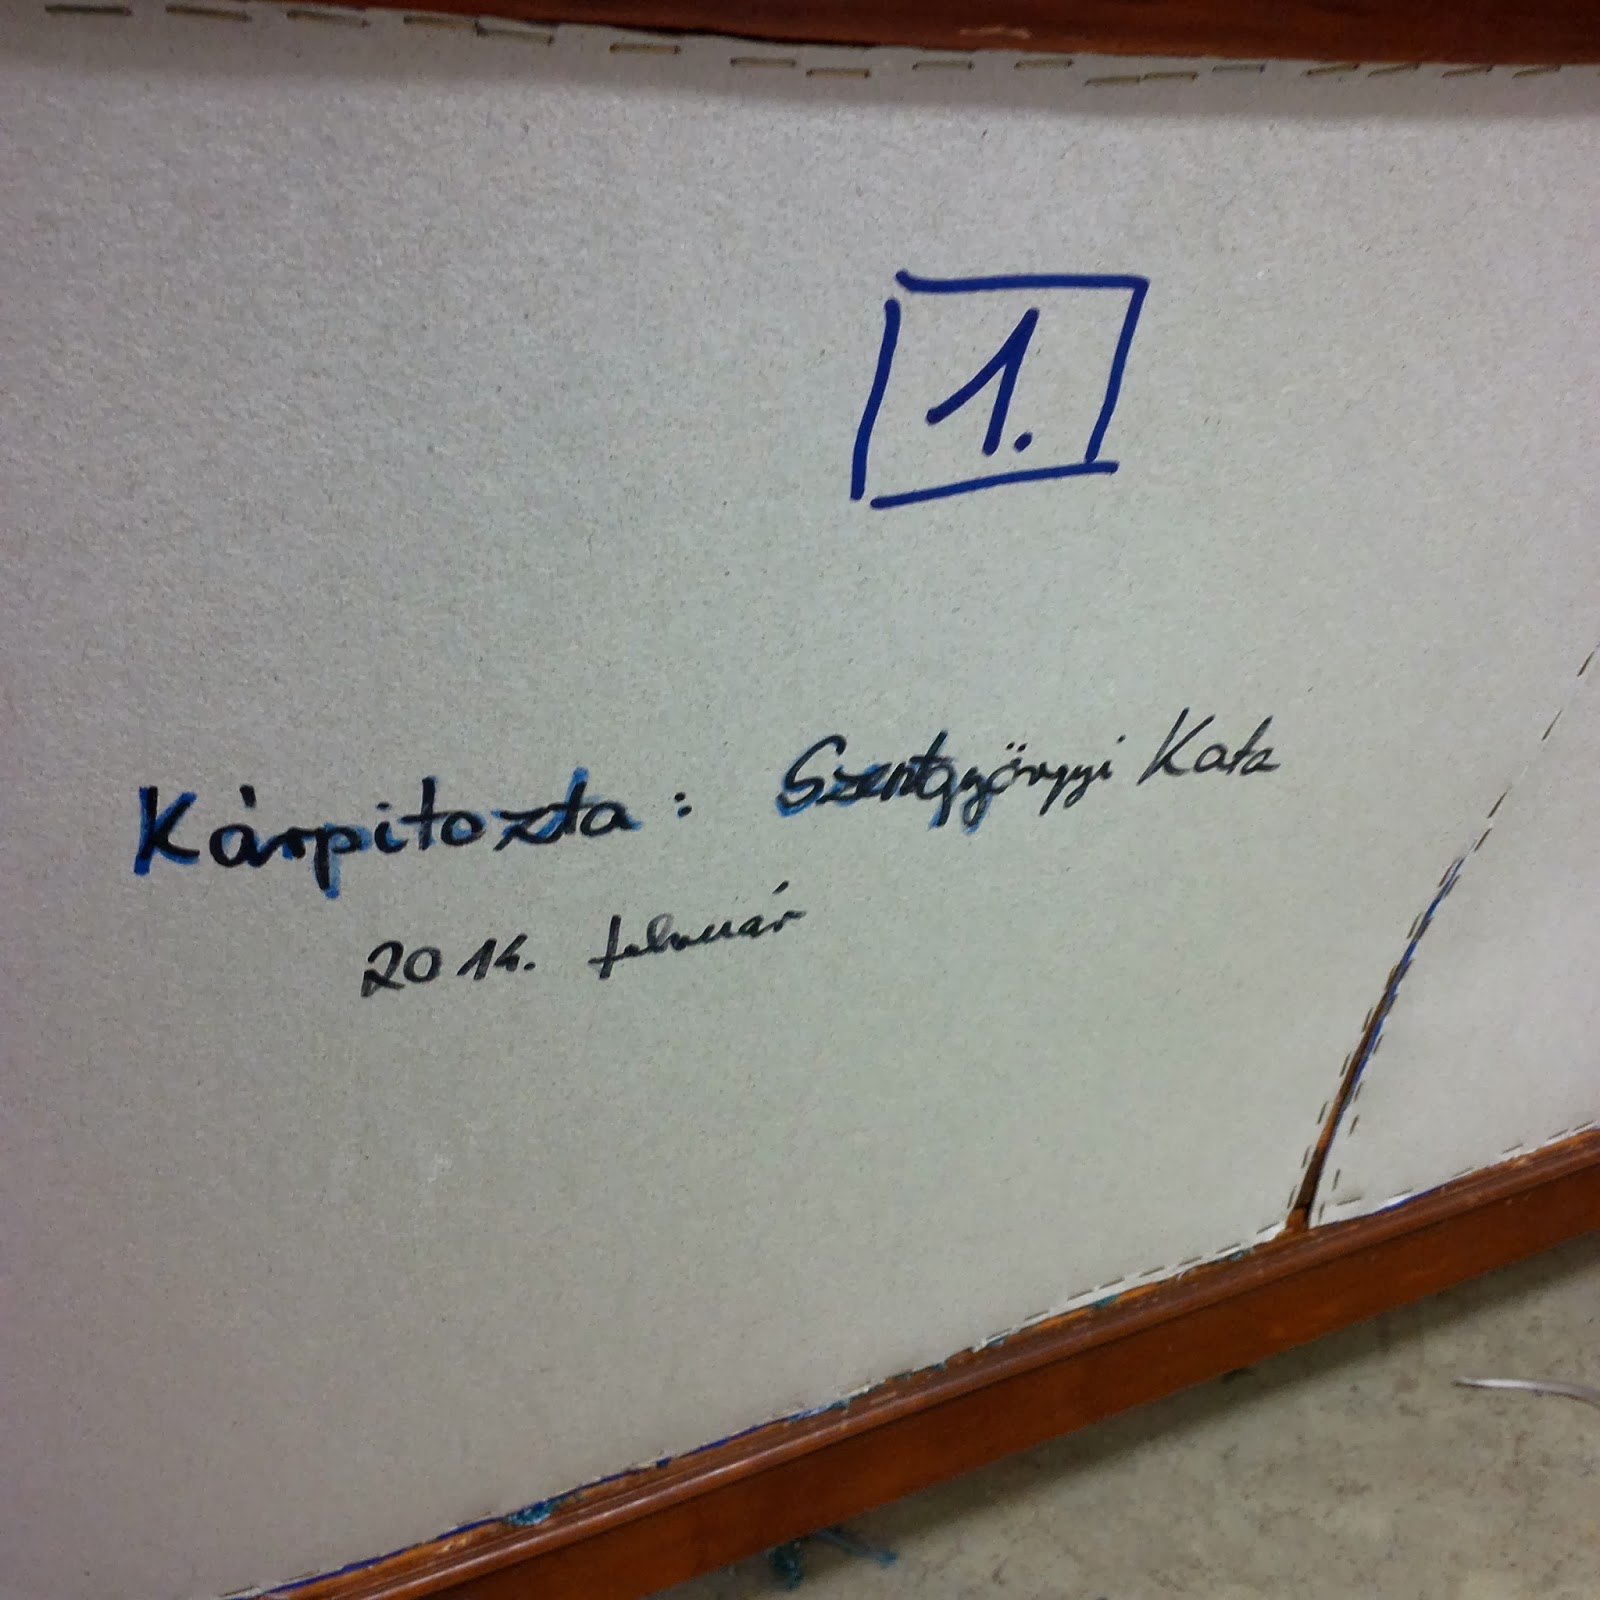 1.
Kárpitozta: Szentgyörgyi Kata
2014. február